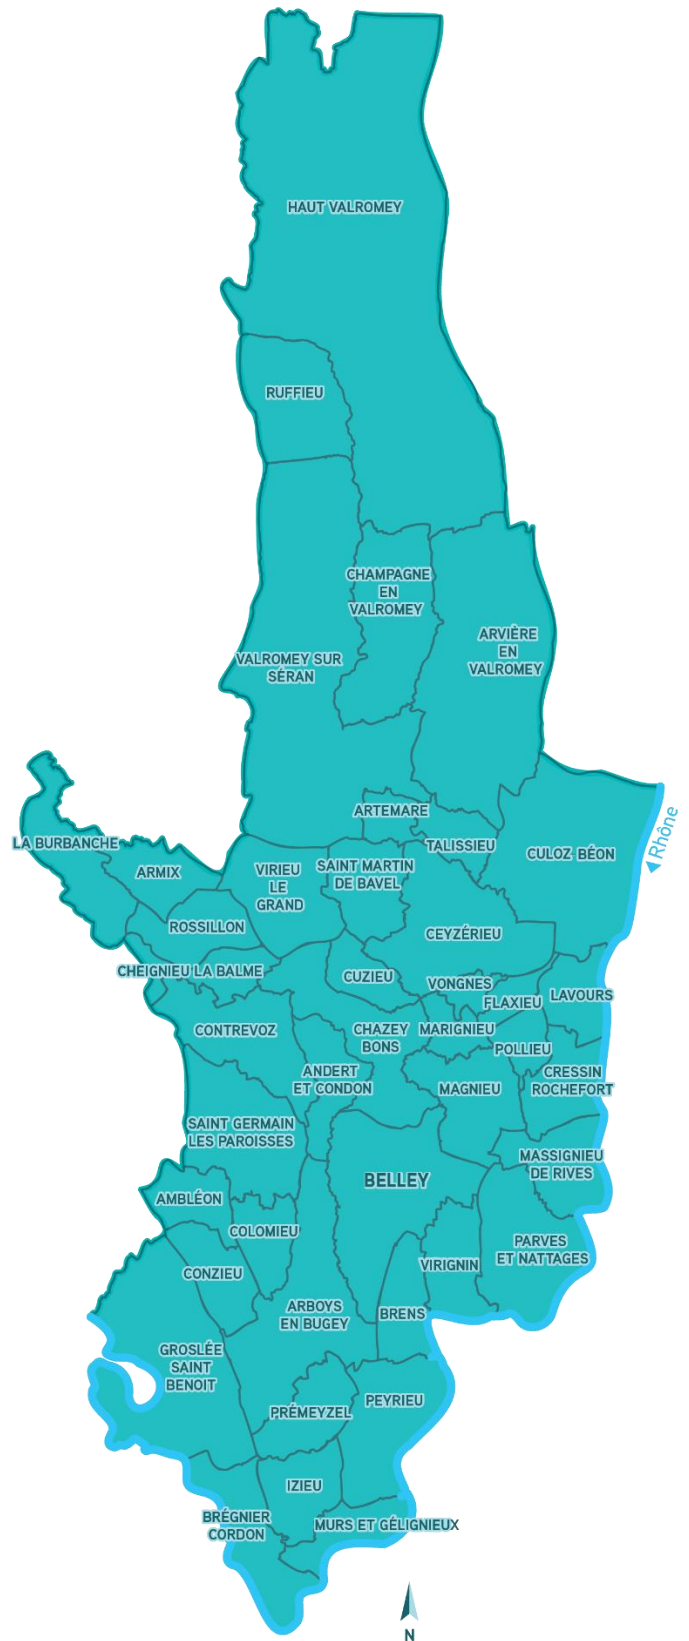 HAUT VALROMEY
RUFFIEU
CHAMPAGNE
EN
VALROMEY
ARVIÈRE
EN
VALROMEY
VALROMEY SUR
SÉRAN
ARTEMARE
Rhône
LA BURBANCHE
TALISSIEU
CULOZ BÉON
ARMIX
VIRIEU
LE
GRAND
SAINT MARTIN
DE BAVEL
ROSSILLON
CEYZÉRIEU
CHEIGNIEU LA BALME
CUZIEU
VONGNES
FLAXIEU
LAVOURS
CONTREVOZ
CHAZEY
BONS
MARIGNIEU
POLLIEU
ANDERT
ET CONDON
MAGNIEU
CRESSIN
ROCHEFORT
SAINT GERMAIN
LES PAROISSES
MASSIGNIEU
DE RIVES
BELLEY
AMBLÉON
COLOMIEU
PARVES
ET NATTAGES
CONZIEU
VIRIGNIN
ARBOYS
EN BUGEY
BRENS
GROSLÉE
SAINT
BENOIT
PRÉMEYZEL
PEYRIEU
IZIEU
BRÉGNIER
CORDON
MURS ET GÉLIGNIEUX
N